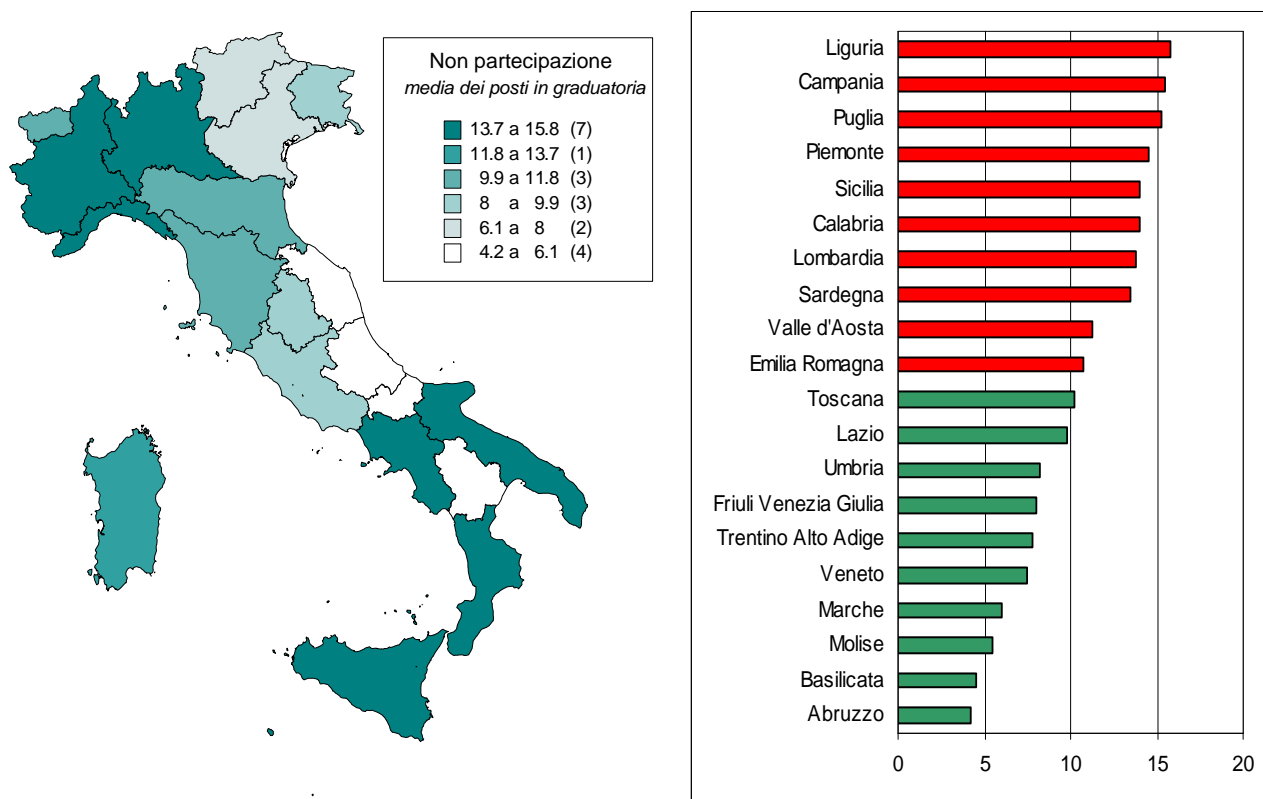 Non partecipazione
media dei posti in graduatoria
13.7 a 15.8 (7)
11.8 a 13.7 (1)
9.9 a 11.8 (3)
8 a 9.9 (3)
6.1 a 8 (2)
4.2 a 6.1 (4)
Liguria
Campania
Puglia
Piemonte
Sicilia
Calabria
Lombardia
Sardegna
Valle d'Aosta
Emilia Romagna
Toscana
Lazio
Umbria
Friuli Venezia Giulia
Trentino Alto Adige
Veneto
Marche
Molise
Basilicata
Abruzzo
0 5 10 15 20